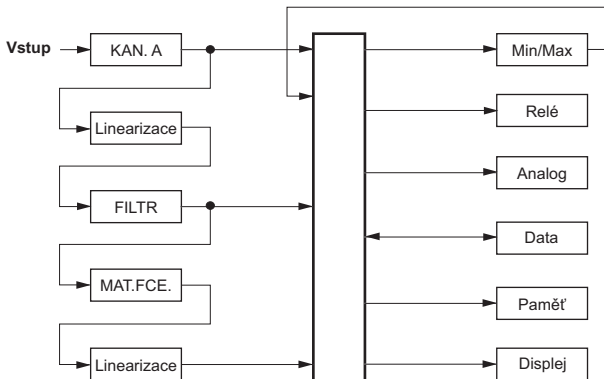 Vstup
KAN. A
Linearizace
FILTR
MAT.FCE.
Linearizace
Min/Max
Relé
Analog
Data
Paměť
Displej